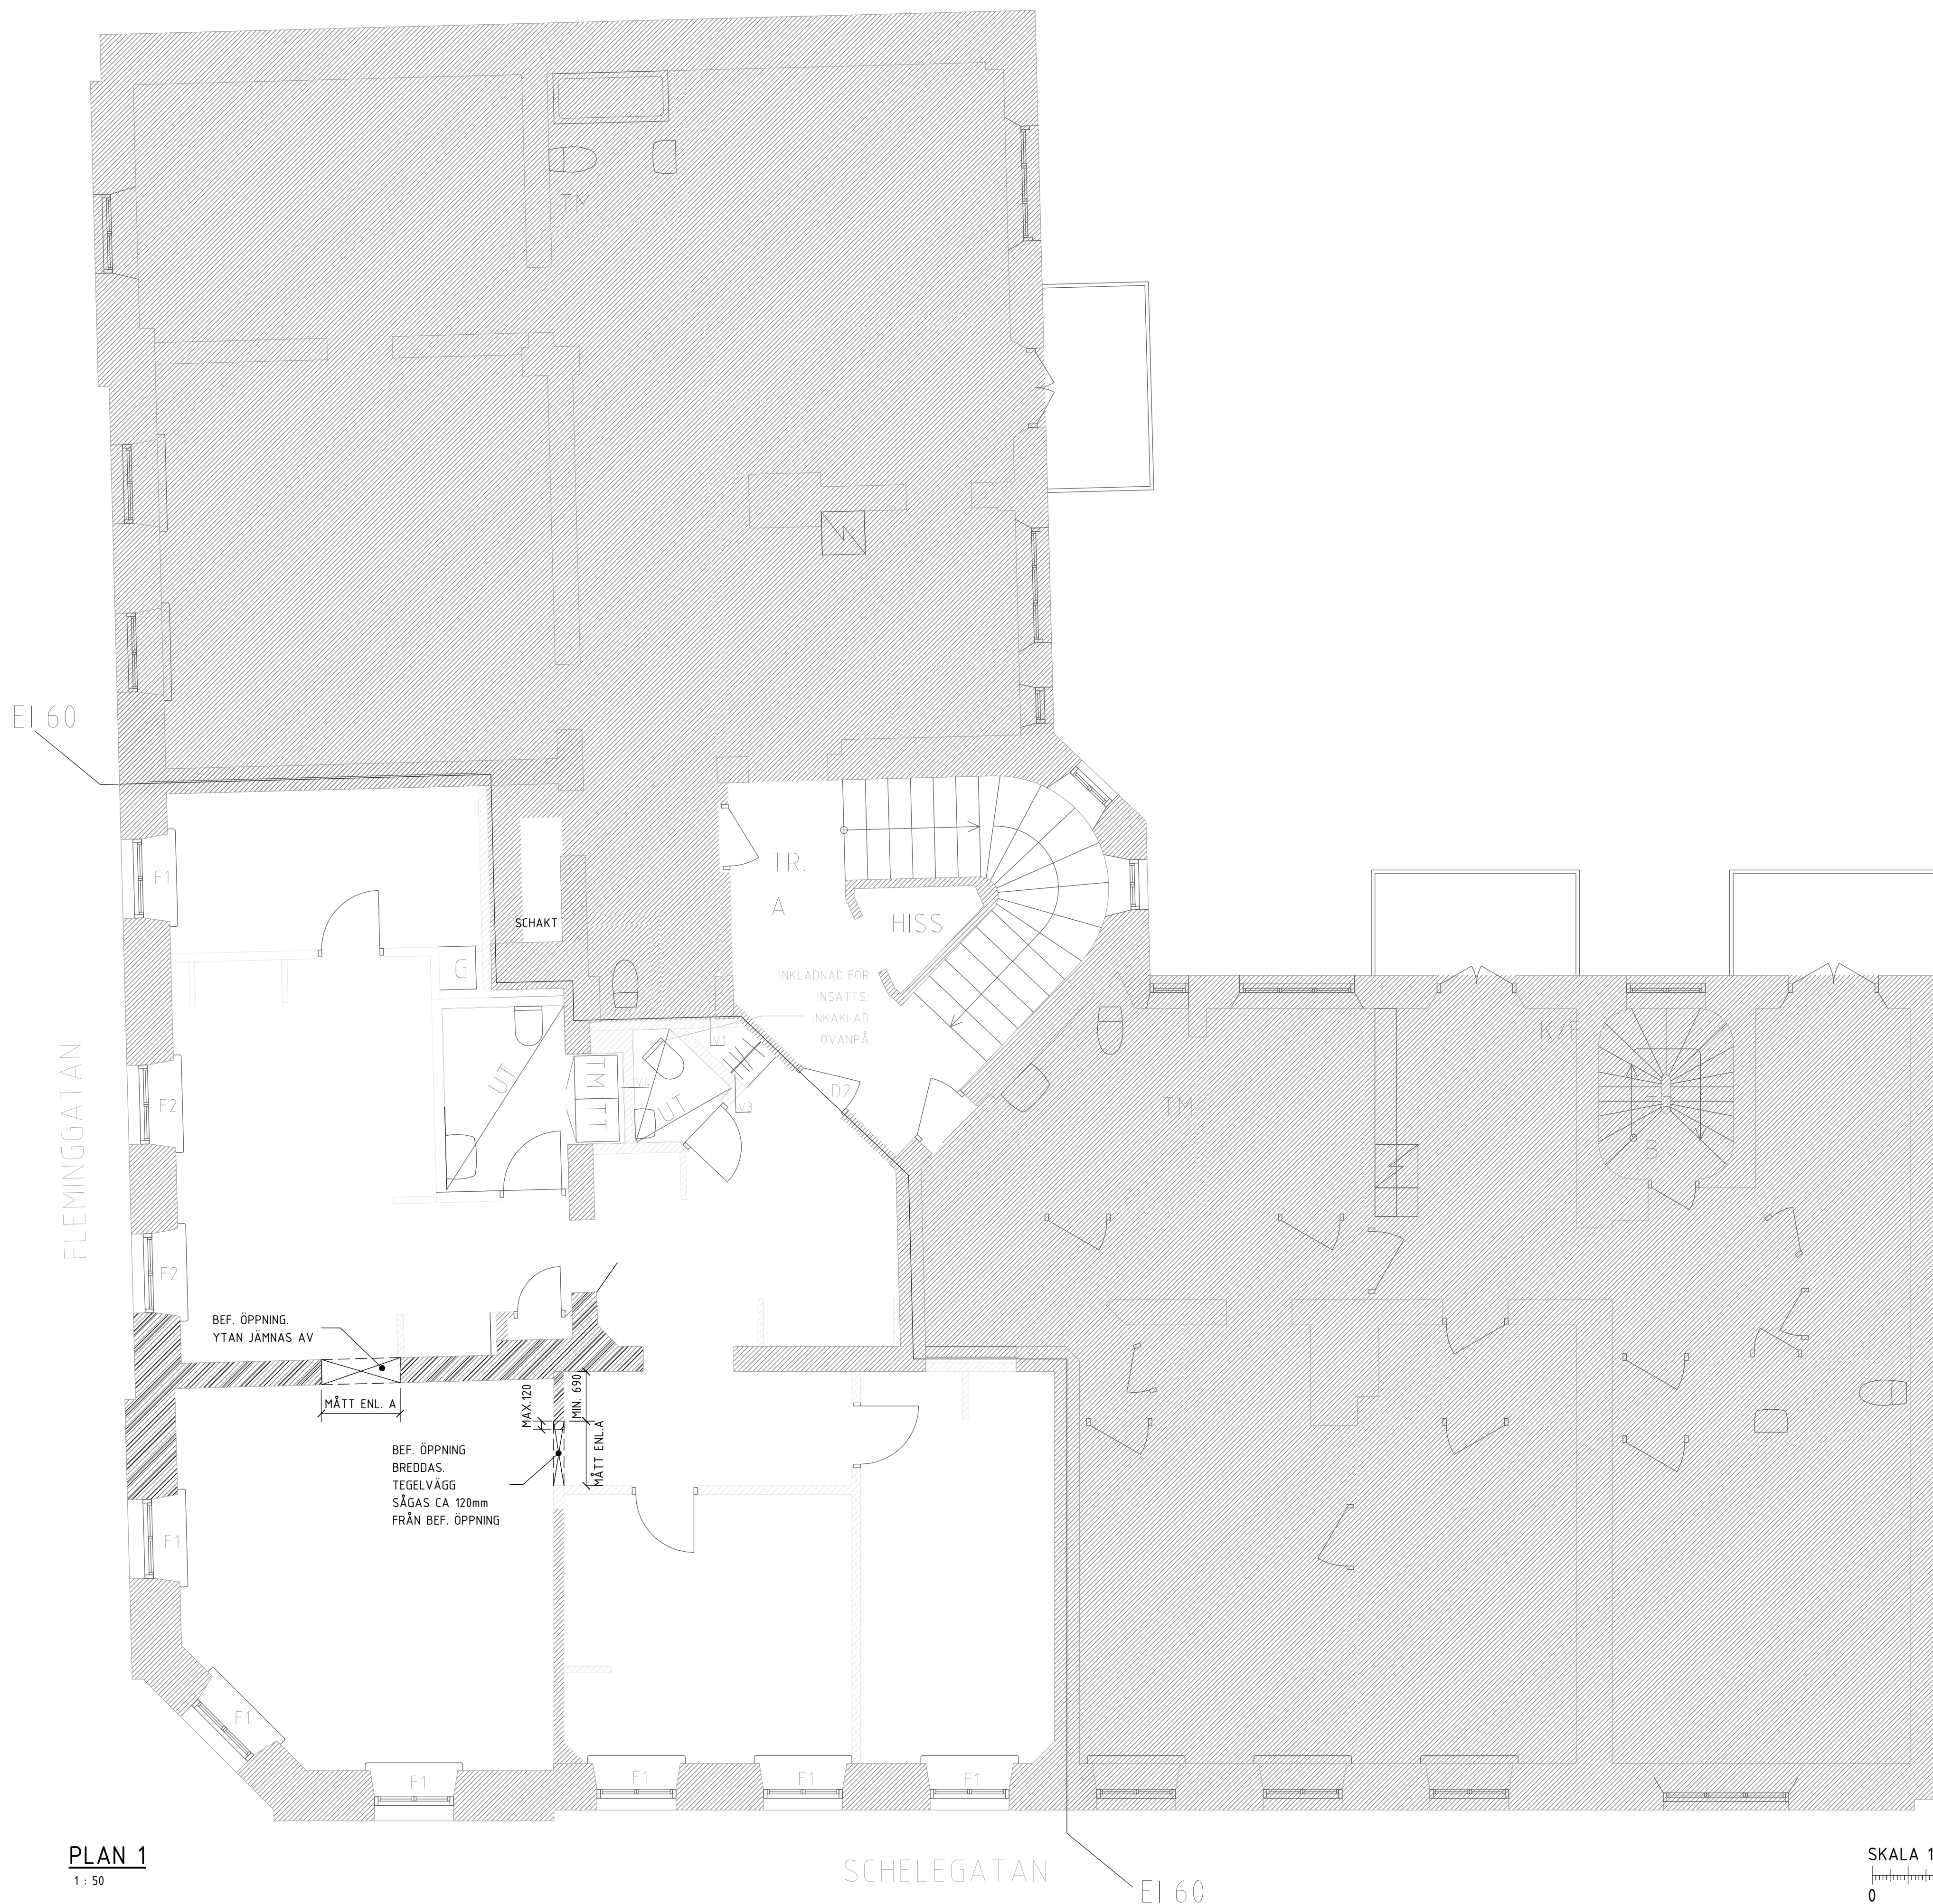 TM
EI 60
TR.
A
F1
HISS
SCHAKT
G
INKLÄDNAD FÖR
INSATTS.
INKAKLAD
OVANPÅ
K/F
V1
UT
TM
TT
V4
UT
V3
D2
TM
T
B
FLEMINGGATAN
F2
F2
BEF. ÖPPNING.
YTAN JÄMNAS AV
MÅTT ENL. A
MAX.120
MIN. 690
MÅTT ENL.A
BEF. ÖPPNING
BREDDAS.
TEGELVÄGG
SÅGAS CA 120mm
FRÅN BEF. ÖPPNING
F1
F1
F1
F1
F1
F1
PLAN 1
1 : 50
SCHELEGATAN
EI 60
SKALA 1
0